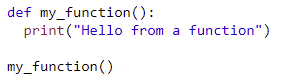 def my_function():
  print("Hello from a function")

my_function()